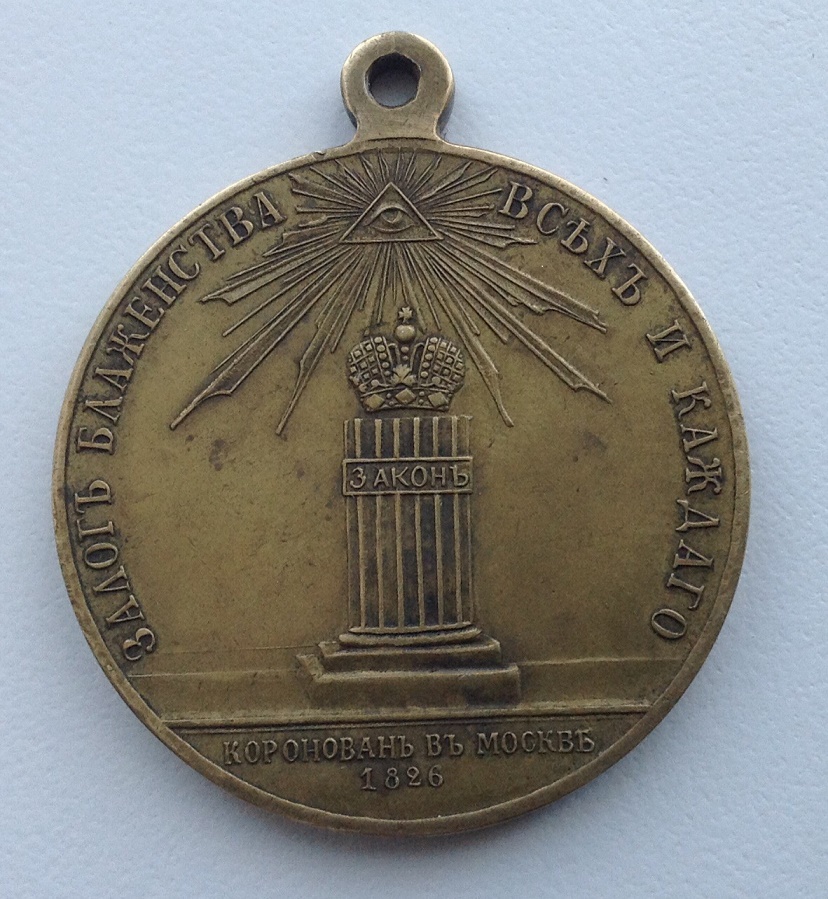 ЗАЛОГЪ БЛАЖЕНСТВА ВСѢХЪ И КАЖДАГО
ЗАКОНЪ
КОРОНОВАНЪ ВЪ МОСКВѢ
1826